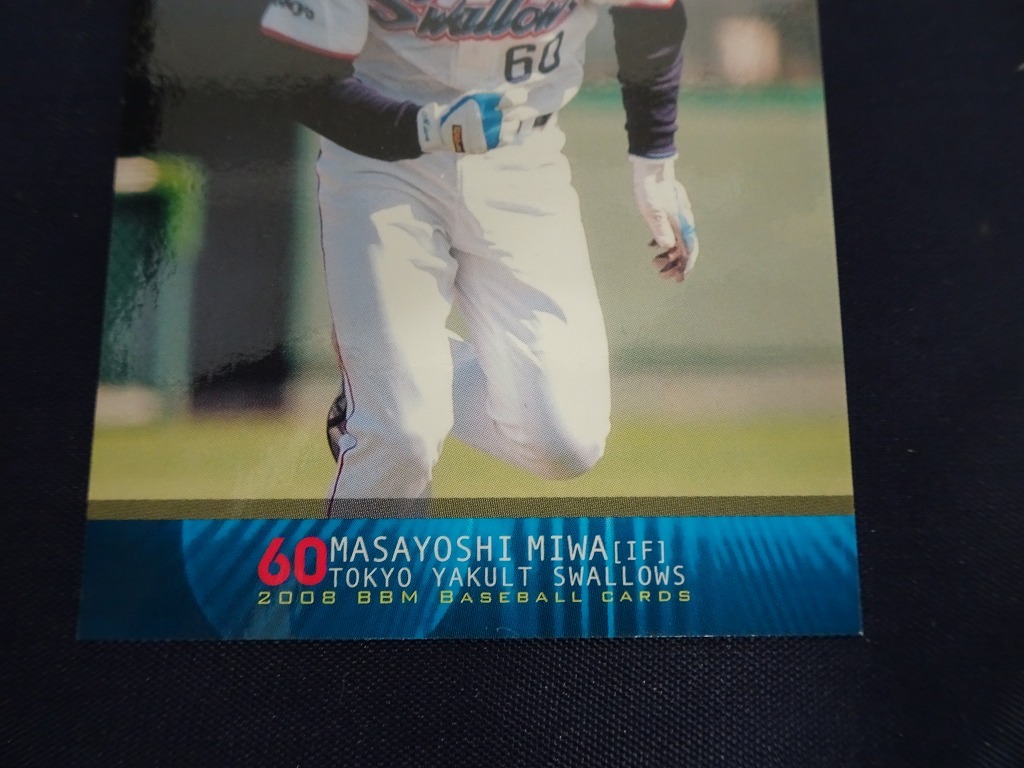 Swallows
60
60 MASAYOSHI MIWA[IF]
TOKYO YAKULT SWALLOWS
2008 BBM BASEBALL CARDS